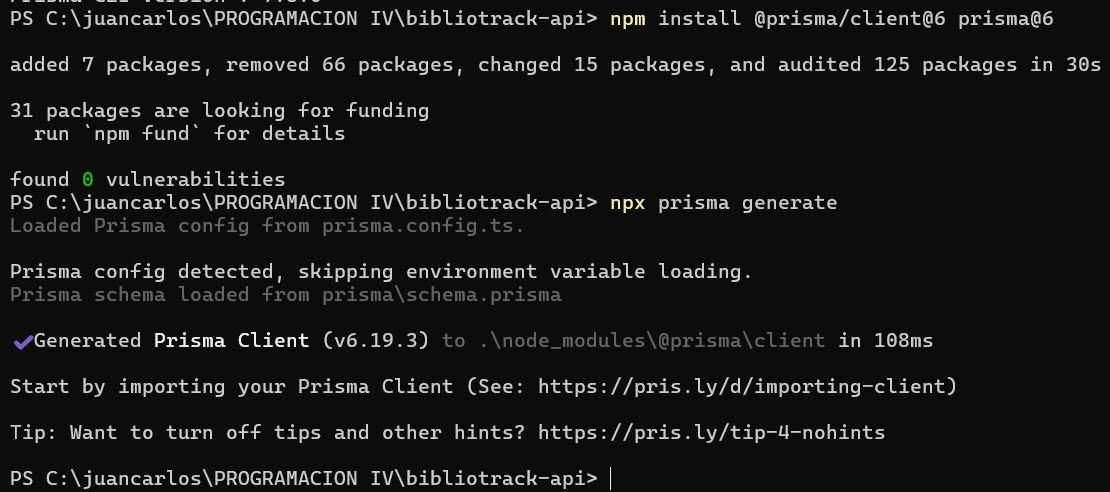 PS C:\juancarlos\PROGRAMACION IV\bibliotrack-api> npm install @prisma/client@6 prisma@6
added 7 packages, removed 66 packages, changed 15 packages, and audited 125 packages in 30s
31 packages are looking for funding
  run `npm fund` for details
found 0 vulnerabilities
PS C:\juancarlos\PROGRAMACION IV\bibliotrack-api> npx prisma generate
Loaded Prisma config from prisma.config.ts.
Prisma config detected, skipping environment variable loading.
Prisma schema loaded from prisma\schema.prisma
✔Generated Prisma Client (v6.19.3) to .\node_modules\@prisma\client in 108ms
Start by importing your Prisma Client (See: https://pris.ly/d/importing-client)
Tip: Want to turn off tips and other hints? https://pris.ly/tip-4-nohints
PS C:\juancarlos\PROGRAMACION IV\bibliotrack-api>